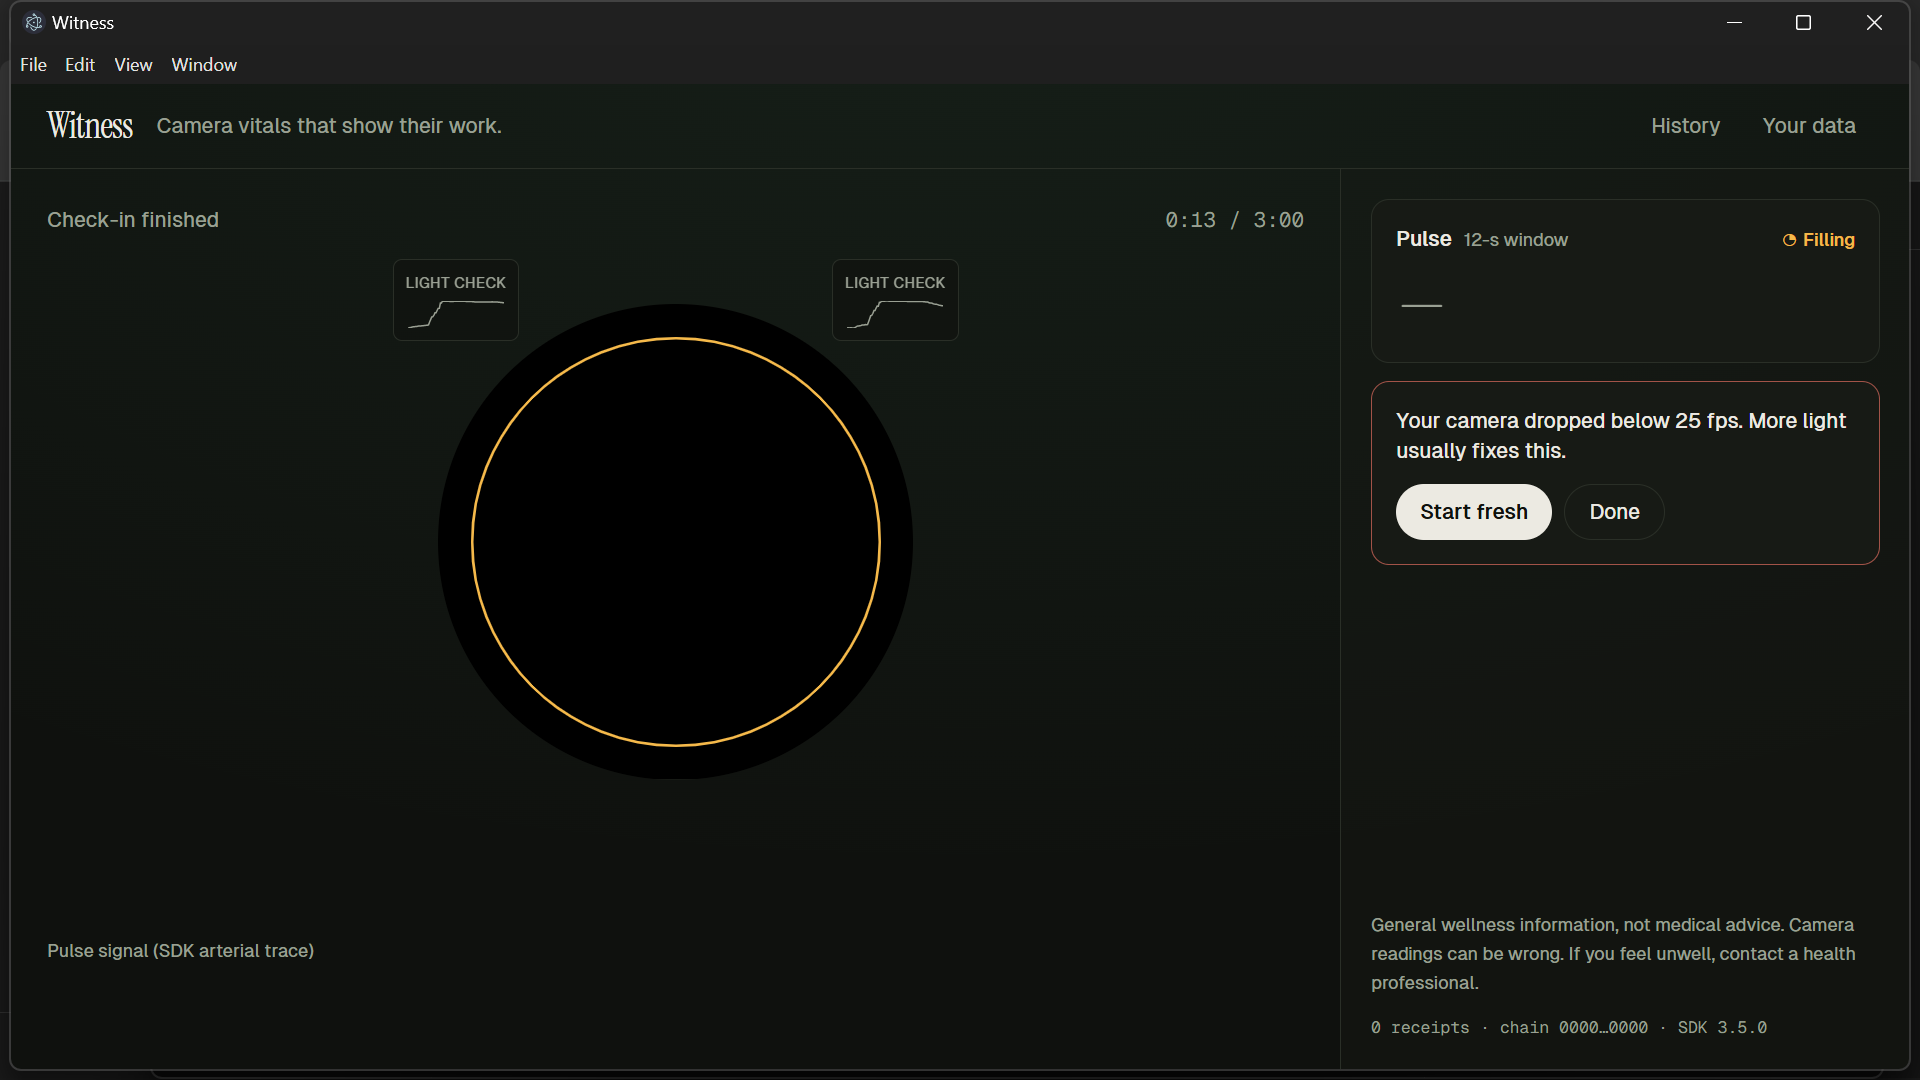 Witness
File Edit View Window
Witness Camera vitals that show their work. History Your data
Check-in finished 0:13 / 3:00
LIGHT CHECK LIGHT CHECK
Pulse signal (SDK arterial trace)
Pulse 12-s window Filling
Your camera dropped below 25 fps. More light
usually fixes this.
Start fresh Done
General wellness information, not medical advice. Camera
readings can be wrong. If you feel unwell, contact a health
professional.
0 receipts · chain 0000…0000 · SDK 3.5.0